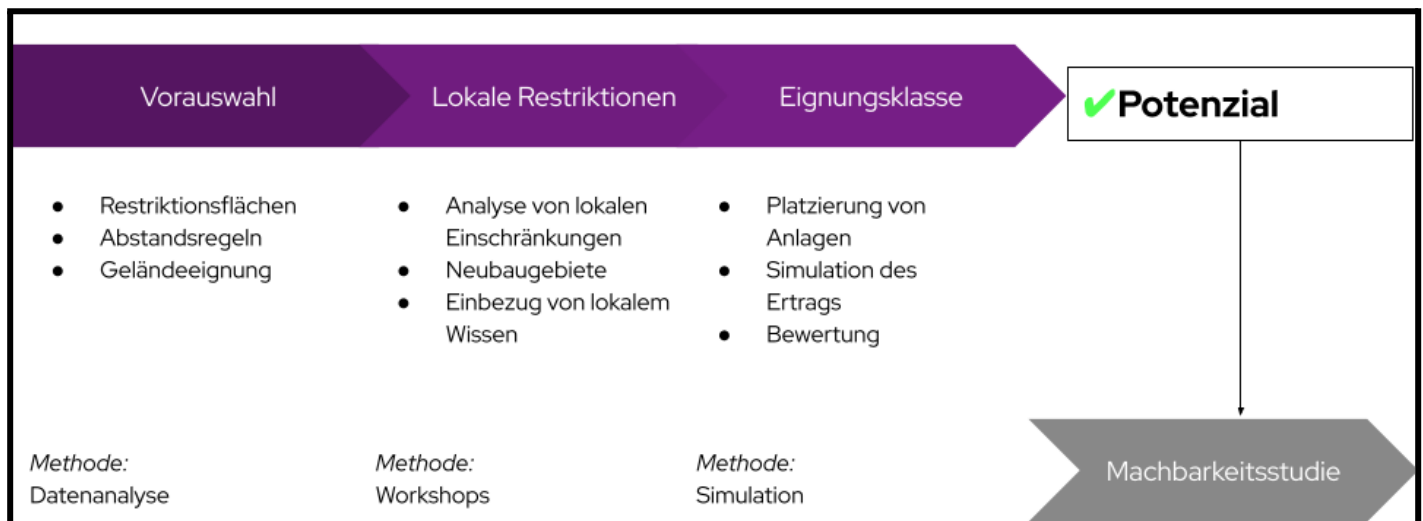 Vorauswahl
Lokale Restriktionen
Eignungsklasse
✔Potenzial
● Restriktionsflächen
● Abstandsregeln
● Geländeeignung
● Analyse von lokalen
Einschränkungen
● Neubaugebiete
● Einbezug von lokalem
Wissen
● Platzierung von
Anlagen
● Simulation des
Ertrags
● Bewertung
Methode:
Datenanalyse
Methode:
Workshops
Methode:
Simulation
Machbarkeitsstudie